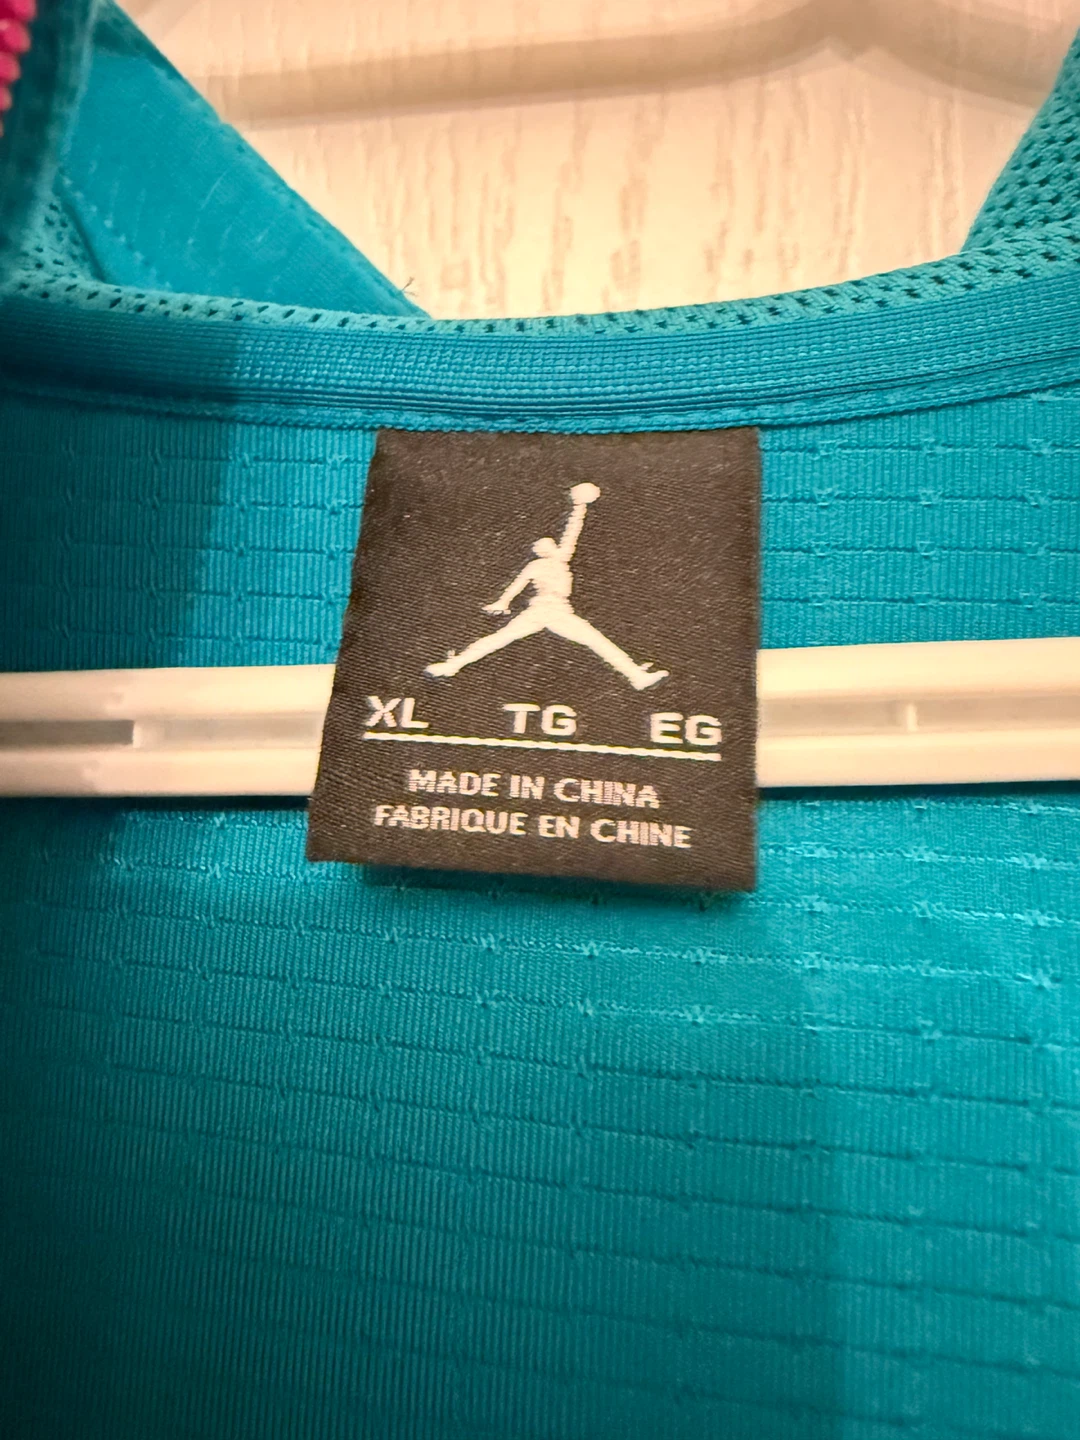 XL TG EG
MADE IN CHINA
FABRIQUE EN CHINE